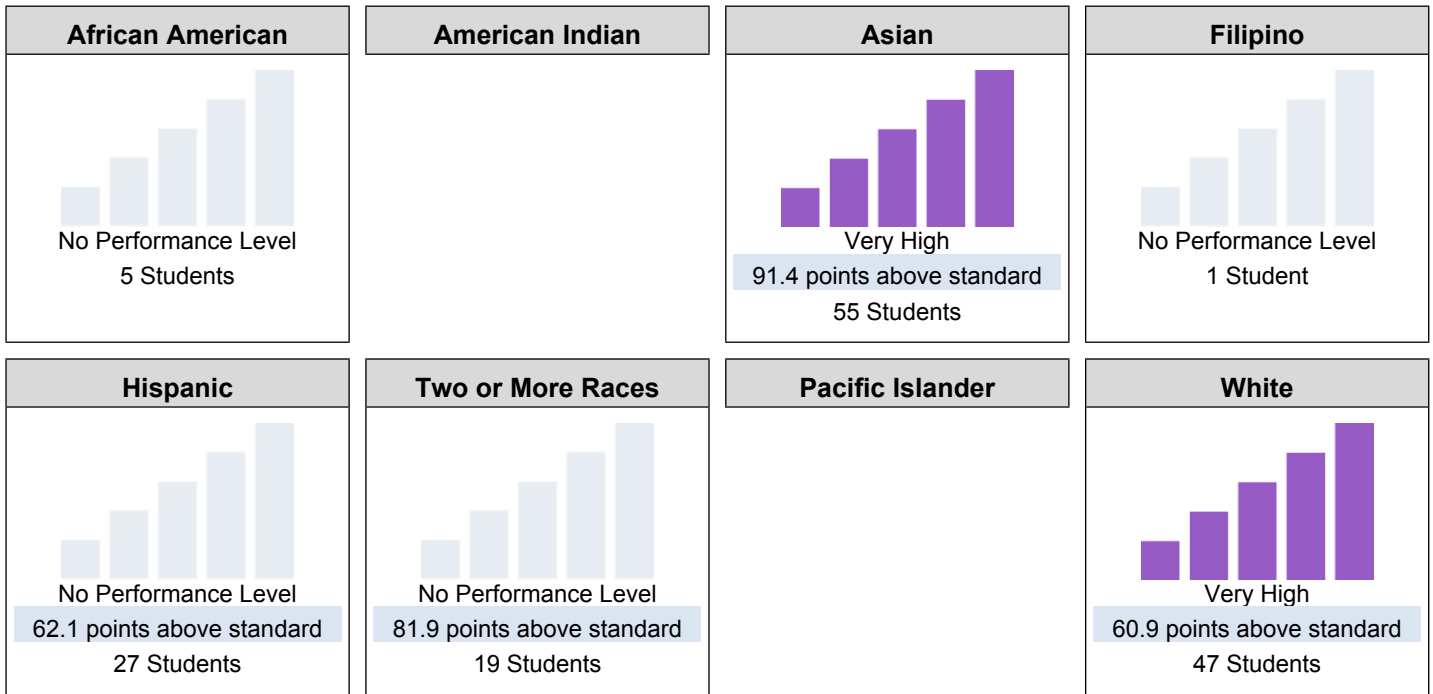 African American
No Performance Level
5 Students
American Indian
Asian
Very High
91.4 points above standard
55 Students
Filipino
No Performance Level
1 Student
Hispanic
No Performance Level
62.1 points above standard
27 Students
Two or More Races
No Performance Level
81.9 points above standard
19 Students
Pacific Islander
White
Very High
60.9 points above standard
47 Students